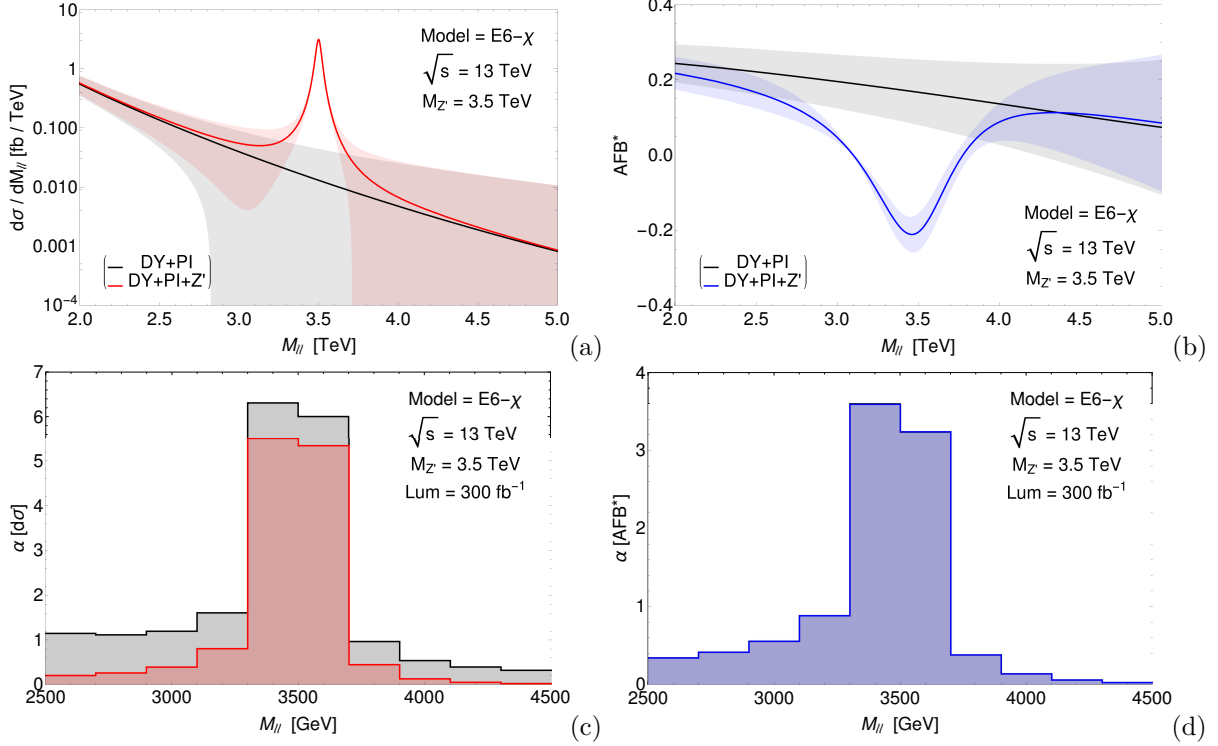 10
1
0.100
0.010
0.001
10⁻⁴
dσ / dMₗₗ [fb / TeV]
Model = E6-χ
√s = 13 TeV
M_Z' = 3.5 TeV
DY+PI
DY+PI+Z'
2.0 2.5 3.0 3.5 4.0 4.5 5.0
Mₗₗ [TeV]
(a)
0.4
0.2
0.0
−0.2
−0.4
AFB*
Model = E6-χ
√s = 13 TeV
M_Z' = 3.5 TeV
DY+PI
DY+PI+Z'
2.0 2.5 3.0 3.5 4.0 4.5 5.0
Mₗₗ [TeV]
(b)
7
6
5
4
3
2
1
0
α [dσ]
Model = E6-χ
√s = 13 TeV
M_Z' = 3.5 TeV
Lum = 300 fb⁻¹
2500 3000 3500 4000 4500
Mₗₗ [GeV]
(c)
4
3
2
1
0
α [AFB*]
Model = E6-χ
√s = 13 TeV
M_Z' = 3.5 TeV
Lum = 300 fb⁻¹
2500 3000 3500 4000 4500
Mₗₗ [GeV]
(d)